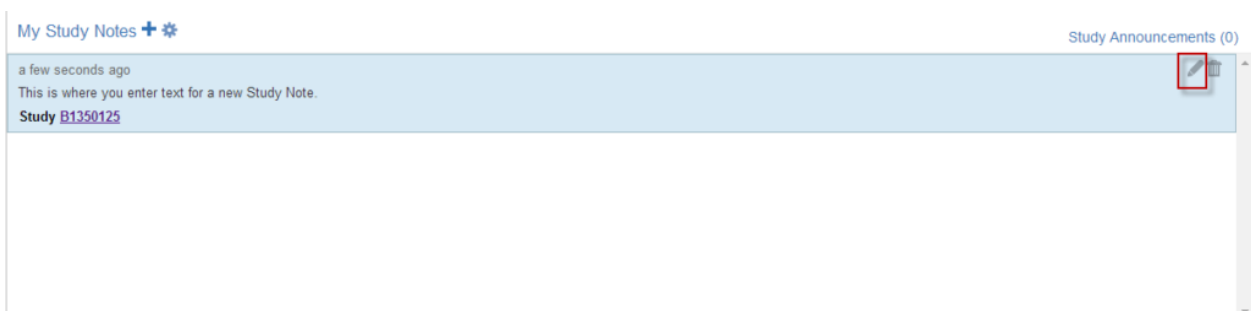 My Study Notes
Study Announcements (0)
a few seconds ago
This is where you enter text for a new Study Note.
Study B1350125